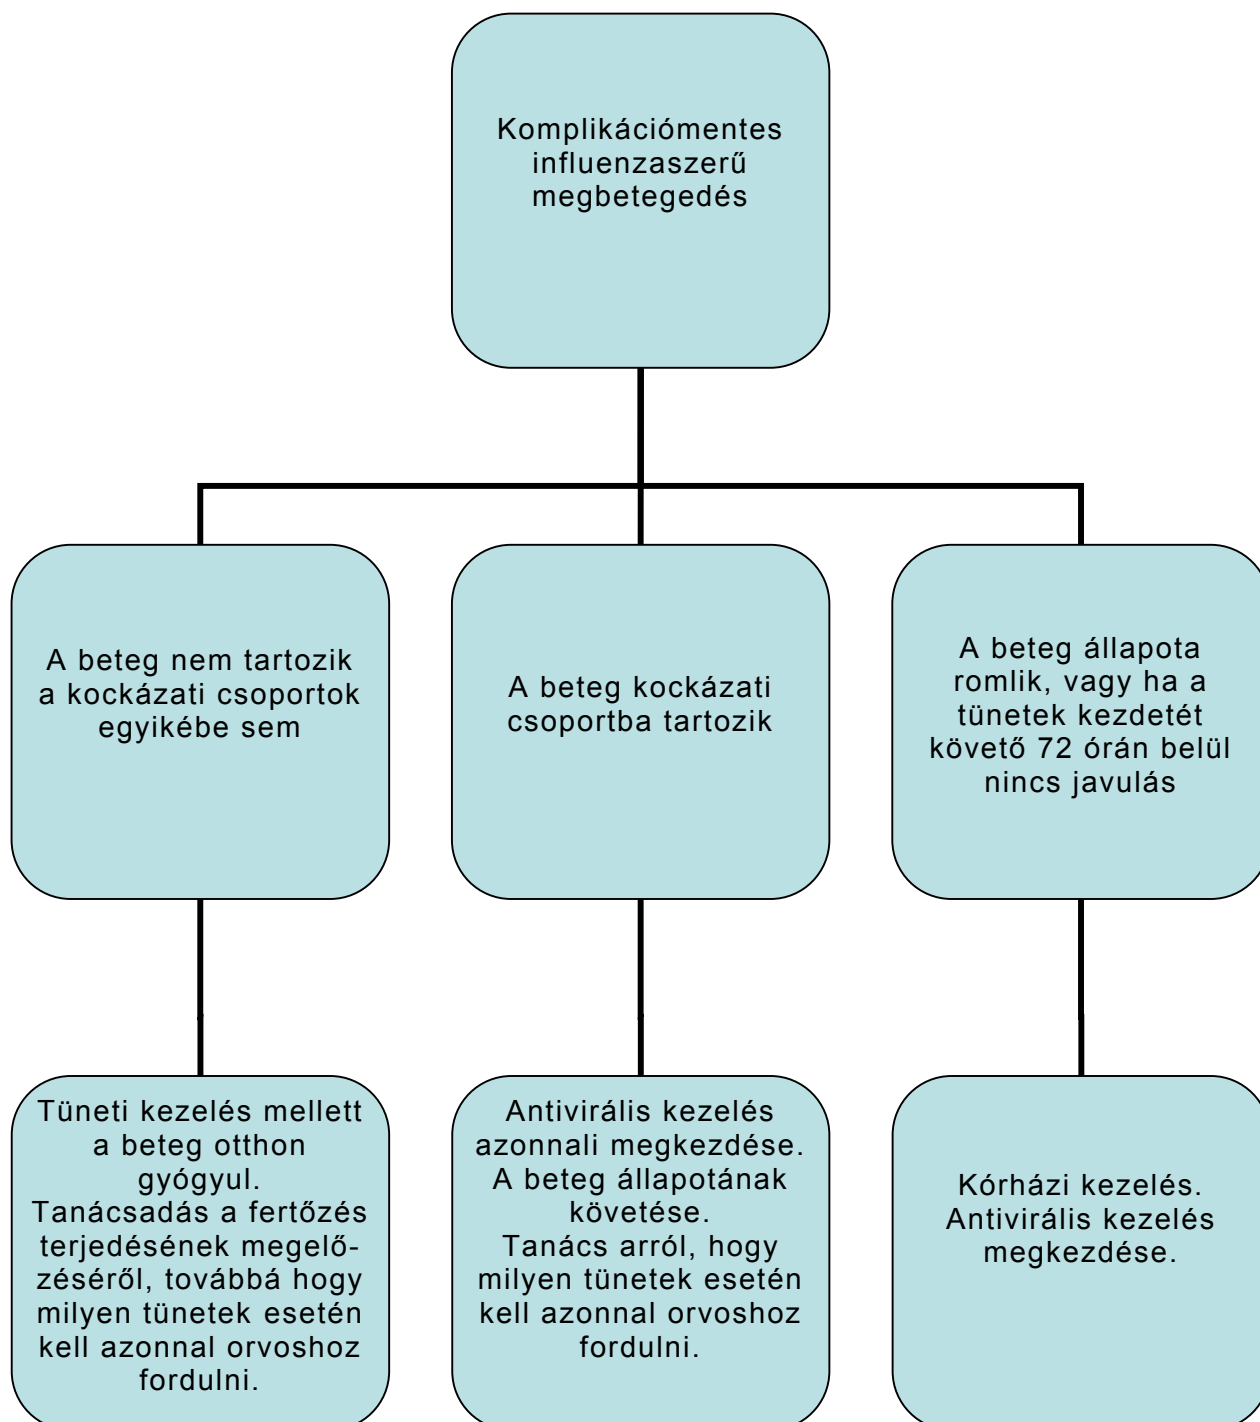 Komplikációmentes
influenzaszerű
megbetegedés
A beteg nem tartozik
a kockázati csoportok
egyikébe sem
A beteg kockázati
csoportba tartozik
A beteg állapota
romlik, vagy ha a
tünetek kezdetét
követő 72 órán belül
nincs javulás
Tüneti kezelés mellett
a beteg otthon
gyógyul.
Tanácsadás a fertőzés
terjedésének megelő-
zéséről, továbbá hogy
milyen tünetek esetén
kell azonnal orvoshoz
fordulni.
Antivirális kezelés
azonnali megkezdése.
A beteg állapotának
követése.
Tanács arról, hogy
milyen tünetek esetén
kell azonnal orvoshoz
fordulni.
Kórházi kezelés.
Antivirális kezelés
megkezdése.